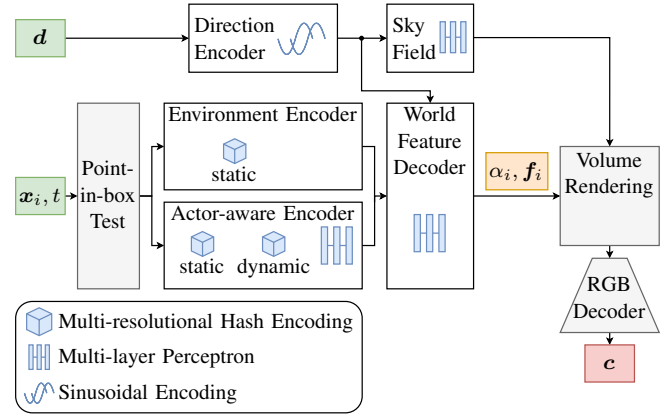 d
Direction
Encoder
Sky
Field
x_i, t
Point-
in-box
Test
Environment Encoder
static
Actor-aware Encoder
static
dynamic
World
Feature
Decoder
α_i, f_i
Volume
Rendering
RGB
Decoder
c
Multi-resolutional Hash Encoding
Multi-layer Perceptron
Sinusoidal Encoding